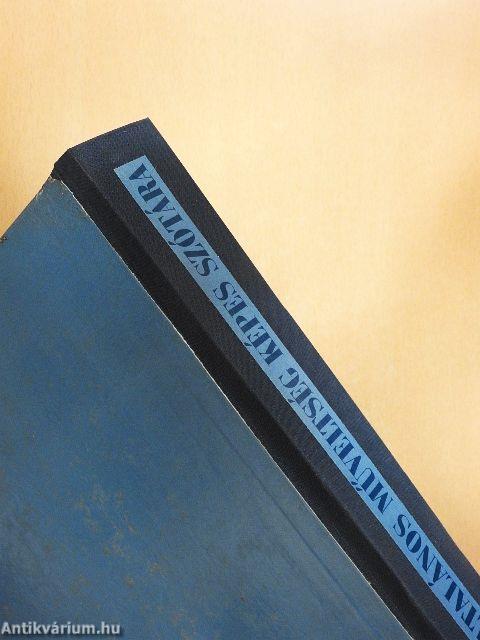 TALÁNOS MŰVELTSÉG KÉPES SZÓTÁRA
Antikvárium.hu